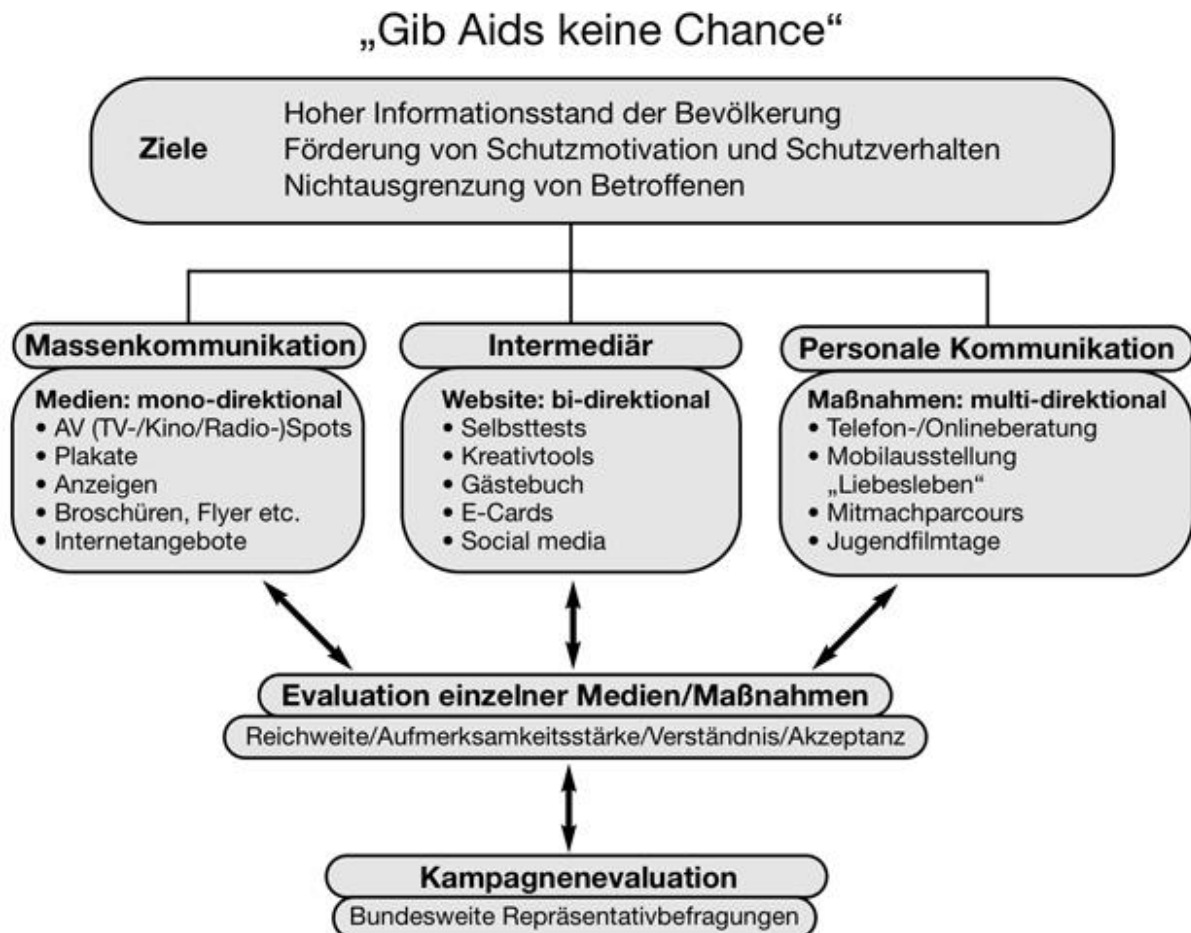 „Gib Aids keine Chance“
Ziele
Hoher Informationsstand der Bevölkerung
Förderung von Schutzmotivation und Schutzverhalten
Nichtausgrenzung von Betroffenen
Massenkommunikation
Medien: mono-direktional
• AV (TV-/Kino/Radio-)Spots
• Plakate
• Anzeigen
• Broschüren, Flyer etc.
• Internetangebote
Intermediär
Website: bi-direktional
• Selbsttests
• Kreativtools
• Gästebuch
• E-Cards
• Social media
Personale Kommunikation
Maßnahmen: multi-direktional
• Telefon-/Onlineberatung
• Mobilausstellung
„Liebesleben“
• Mitmachparcours
• Jugendfilmtage
Evaluation einzelner Medien/Maßnahmen
Reichweite/Aufmerksamkeitsstärke/Verständnis/Akzeptanz
Kampagnenevaluation
Bundesweite Repräsentativbefragungen